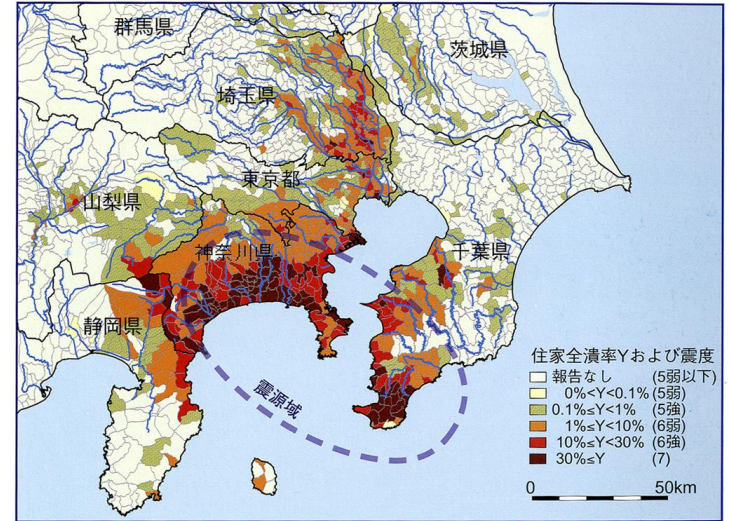 群馬県
茨城県
埼玉県
東京都
山梨県
神奈川県
千葉県
静岡県
震源域
住家全潰率Yおよび震度
報告なし (5弱以下)
0%<Y<0.1% (5弱)
0.1%≤Y<1% (5強)
1%≤Y<10% (6弱)
10%≤Y<30% (6強)
30%≤Y (7)
0 50km